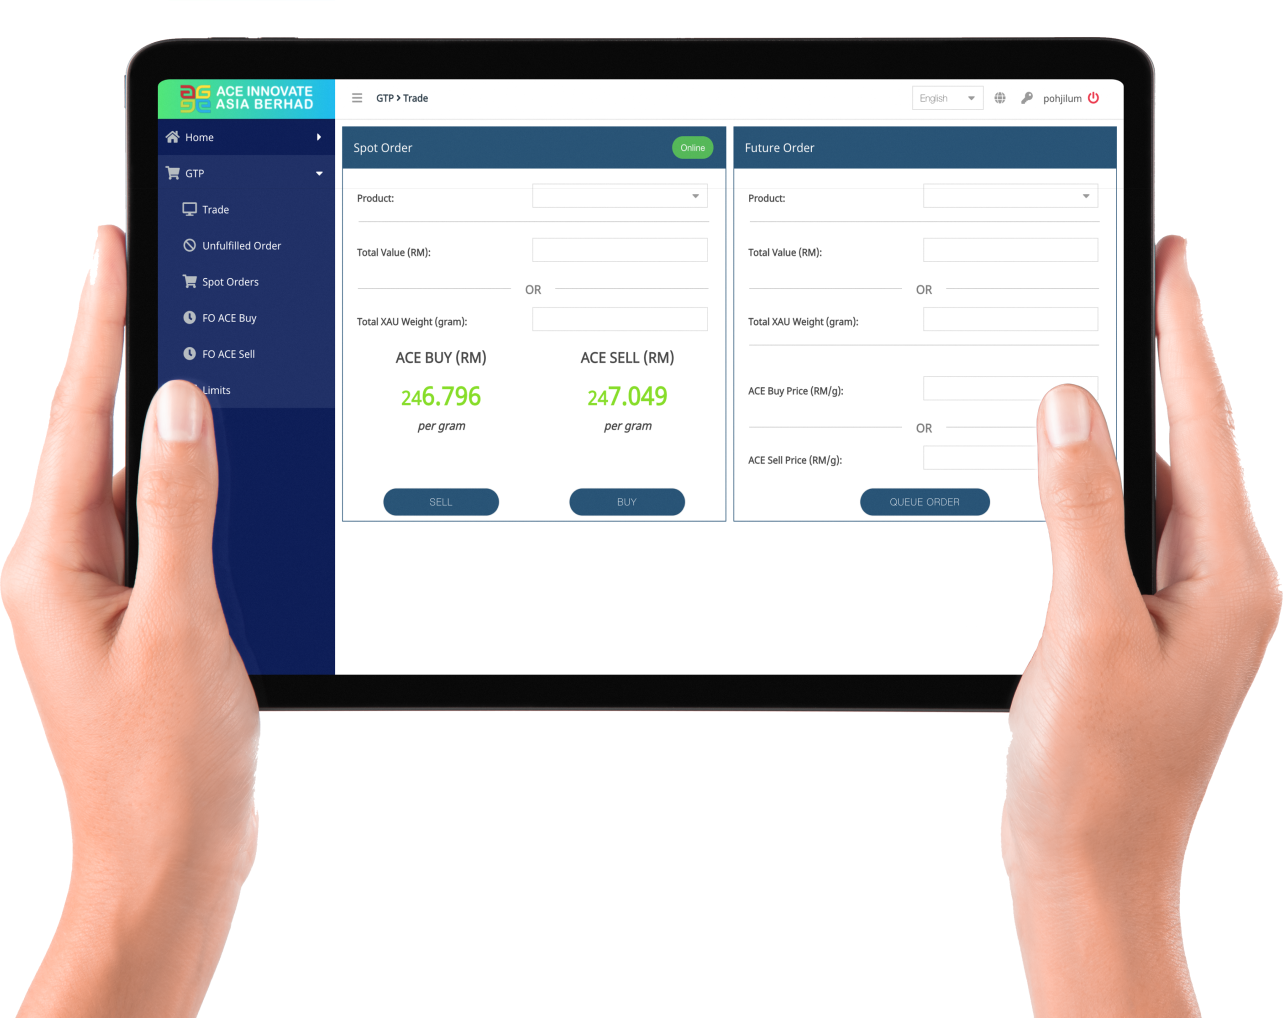 ACE INNOVATE
ASIA BERHAD
GTP > Trade
English
pohjilum
Home
GTP
Trade
Unfulfilled Order
Spot Orders
FO ACE Buy
FO ACE Sell
Limits
Spot Order
Online
Product:
Total Value (RM):
OR
Total XAU Weight (gram):
ACE BUY (RM)
ACE SELL (RM)
246.796
247.049
per gram
per gram
SELL
BUY
Future Order
Product:
Total Value (RM):
OR
Total XAU Weight (gram):
ACE Buy Price (RM/g):
OR
ACE Sell Price (RM/g):
QUEUE ORDER